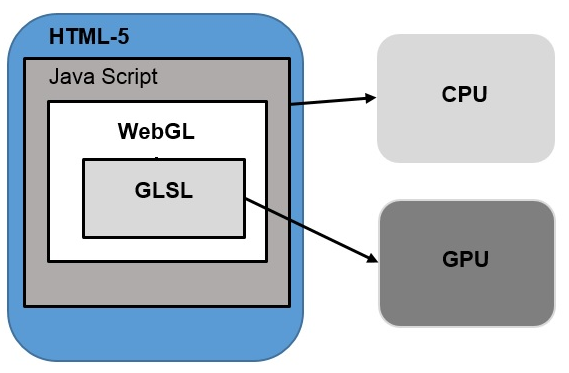 HTML-5
Java Script
WebGL
GLSL
CPU
GPU